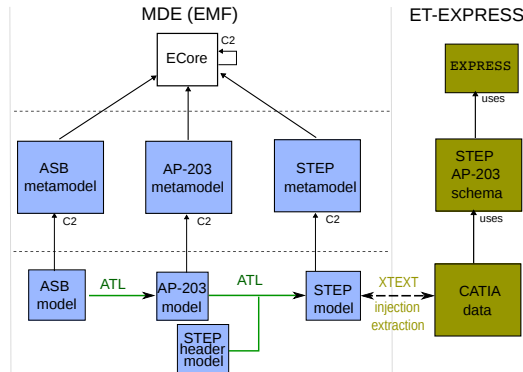 MDE (EMF)
ET-EXPRESS
C2
ECore
EXPRESS
uses
ASB
metamodel
AP-203
metamodel
STEP
metamodel
STEP
AP-203
schema
C2
C2
C2
uses
ASB
model
ATL
AP-203
model
ATL
STEP
model
XTEXT
injection
extraction
CATIA
data
STEP
header
model